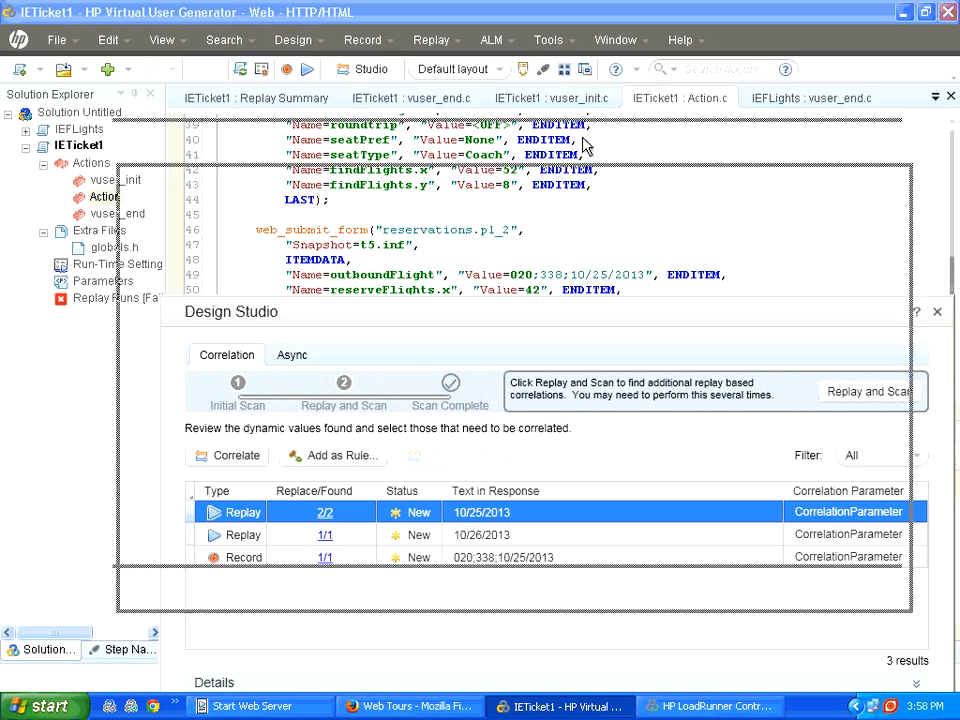 IETicket1 - HP Virtual User Generator - Web - HTTP/HTML
hp File Edit View Search Design Record Replay ALM Tools Window Help
Studio Default layout
Solution Explorer
Solution Untitled
IEFLights
IETicket1
Actions
vuser_init
Action
vuser_end
Extra Files
globals.h
Run-Time Setting
Parameters
Replay Runs [Fai
Solution... Step Na...
IETicket1 : Replay Summary IETicket1 : vuser_end.c IETicket1 : vuser_init.c IETicket1 : Action.c IEFLights : vuser_end.c
39 "Name=roundtrip", "Value=<OFF>", ENDITEM,
40 "Name=seatPref", "Value=None", ENDITEM,
41 "Name=seatType", "Value=Coach", ENDITEM,
42 "Name=findFlights.x", "Value=52", ENDITEM,
43 "Name=findFlights.y", "Value=8", ENDITEM,
44 LAST);
45
46 web_submit_form("reservations.pl_2",
47 "Snapshot=t5.inf",
48 ITEMDATA,
49 "Name=outboundFlight", "Value=020;338;10/25/2013", ENDITEM,
50 "Name=reserveFlights.x", "Value=42", ENDITEM,
Design Studio
Correlation Async
1 2
Initial Scan Replay and Scan Scan Complete
Click Replay and Scan to find additional replay based
correlations. You may need to perform this several times.
Replay and Scan
Review the dynamic values found and select those that need to be correlated.
Correlate Add as Rule... Filter: All
Type Replace/Found Status Text in Response Correlation Parameter
Replay 2/2 New 10/25/2013 CorrelationParameter
Replay 1/1 New 10/26/2013 CorrelationParameter
Record 1/1 New 020;338;10/25/2013 CorrelationParameter
3 results
Details
start Start Web Server Web Tours - Mozilla Fi... IETicket1 - HP Virtual ... HP LoadRunner Contr... 3:58 PM